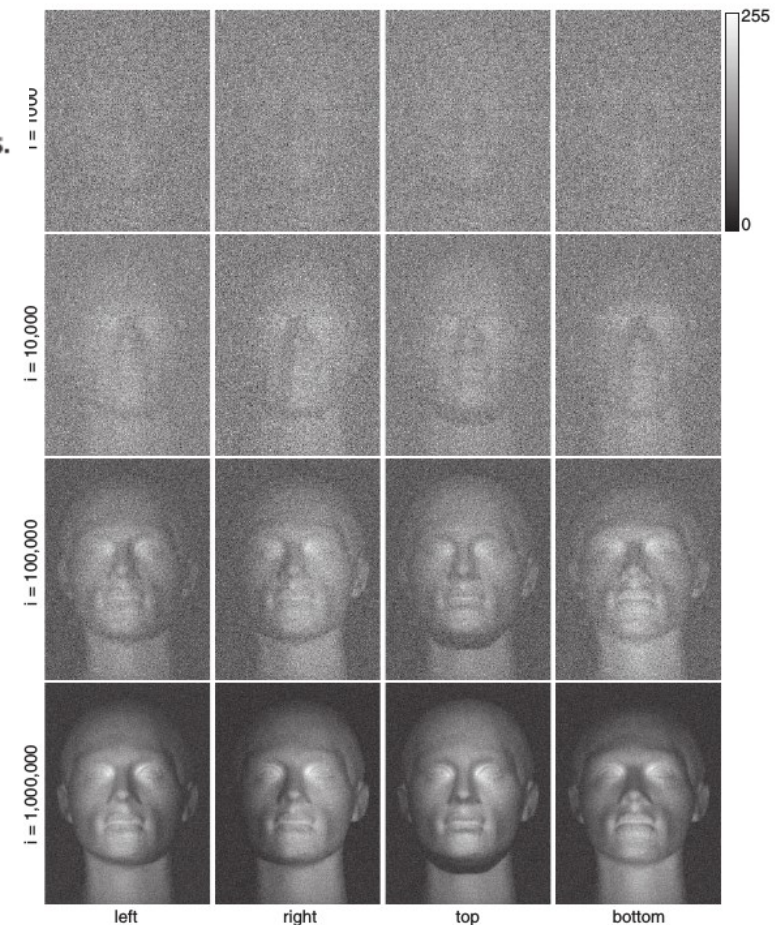 255
0
s.
i = 10,000
i = 100,000
i = 1,000,000
left right top bottom